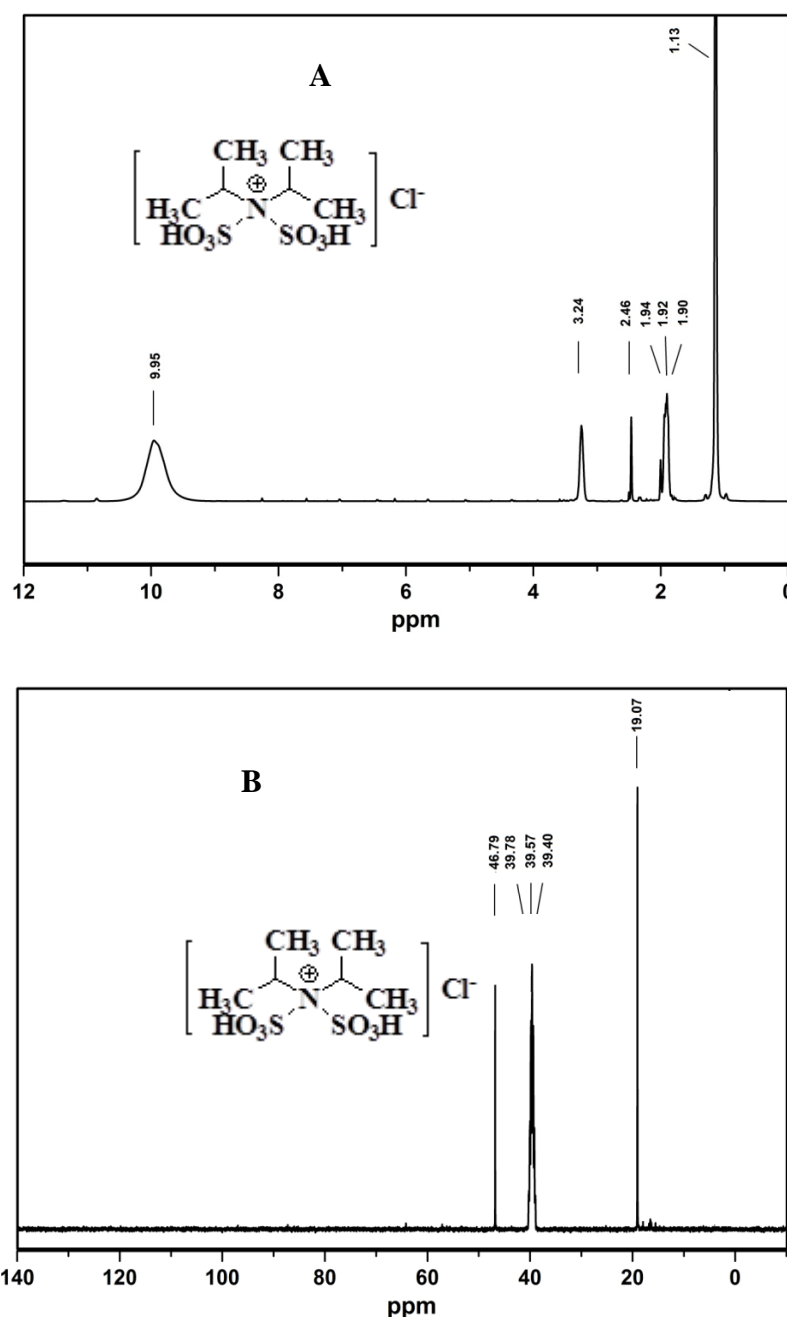 1.13
A
CH₃ CH₃
⊕
H₃C N CH₃ Cl⁻
HO₃S SO₃H
3.24
2.46
1.94
1.92
1.90
9.95
12 10 8 6 4 2 0
ppm
19.07
B
46.79
39.78
39.57
39.40
CH₃ CH₃
⊕
H₃C N CH₃ Cl⁻
HO₃S SO₃H
140 120 100 80 60 40 20 0
ppm